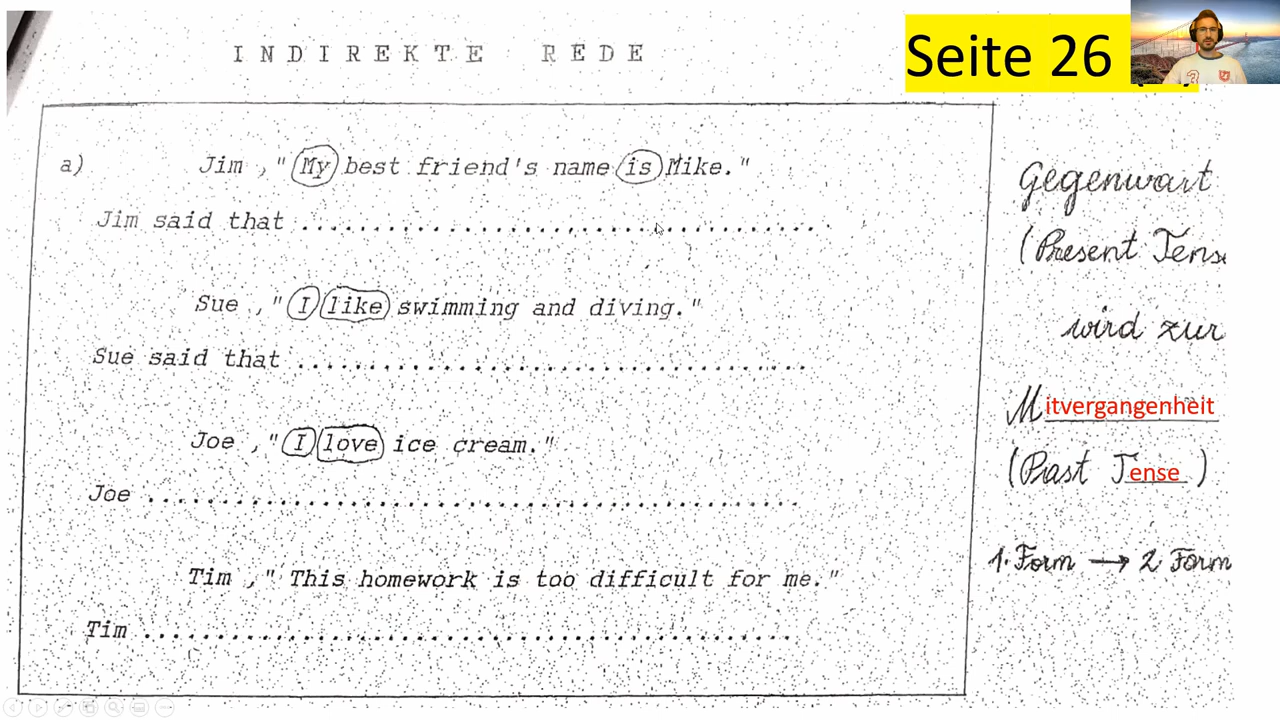 INDIREKTE REDE
Seite 26
a) Jim ," My best friend's name is Mike."
Jim said that ..............................................
Sue ," I like swimming and diving."
Sue said that ..............................................
Joe ," I love ice cream."
Joe ..............................................
Tim ," This homework is too difficult for me."
Tim ..............................................
Gegenwart
(Present Tense
wird zur
Mitvergangenheit
(Past Tense)
1. Form → 2. Form